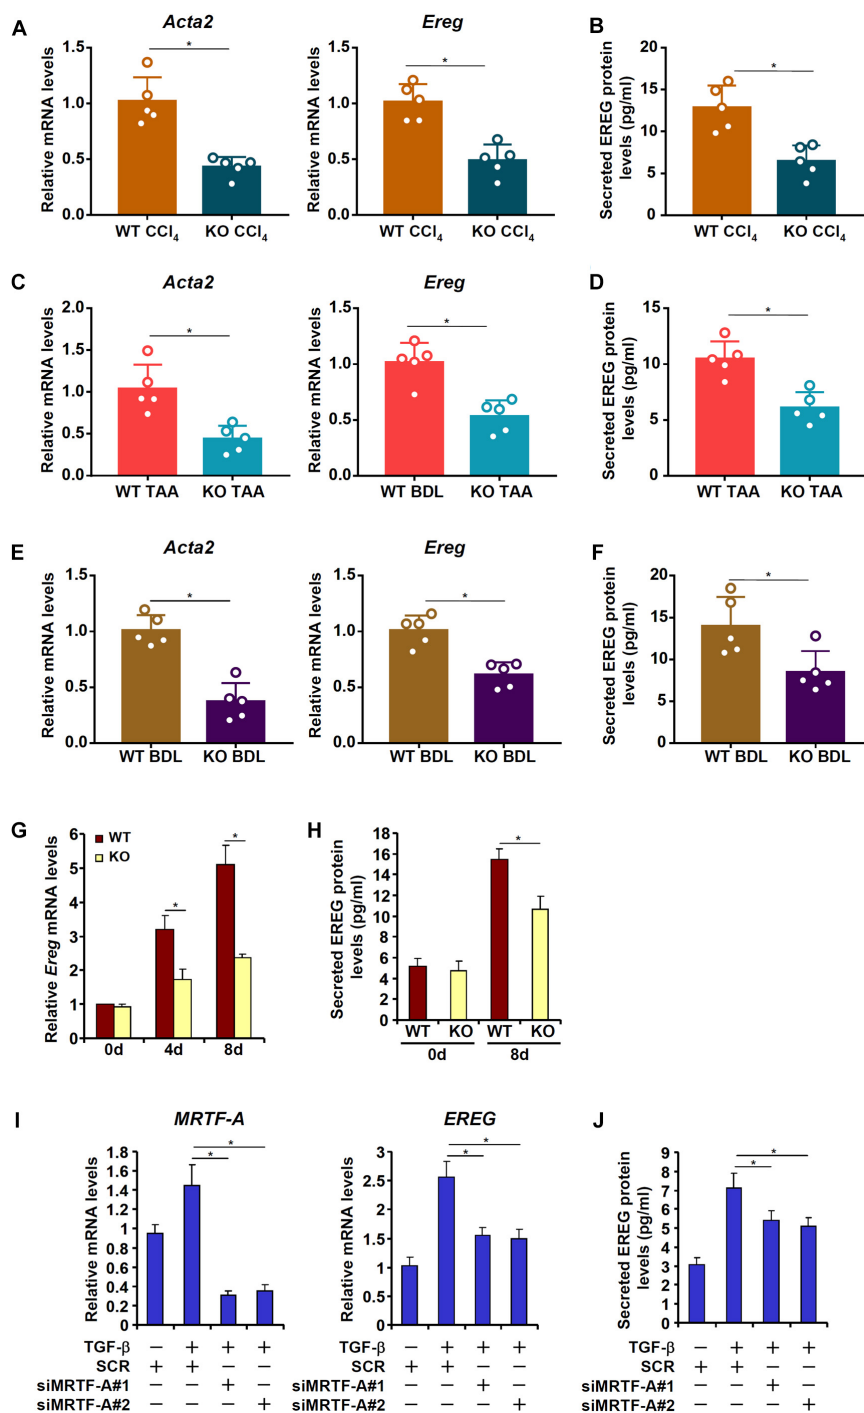 A
Acta2
Relative mRNA levels
1.5
1.0
0.5
0.0
*
WT CCl4 KO CCl4
Ereg
Relative mRNA levels
1.5
1.0
0.5
0.0
*
WT CCl4 KO CCl4
B
Secreted EREG protein
levels (pg/ml)
20
15
10
5
0
*
WT CCl4 KO CCl4
C
Acta2
Relative mRNA levels
2.0
1.5
1.0
0.5
0.0
*
WT TAA KO TAA
Ereg
Relative mRNA levels
1.5
1.0
0.5
0.0
*
WT BDL KO TAA
D
Secreted EREG protein
levels (pg/ml)
15
10
5
0
*
WT TAA KO TAA
E
Acta2
Relative mRNA levels
1.5
1.0
0.5
0.0
*
WT BDL KO BDL
Ereg
Relative mRNA levels
1.5
1.0
0.5
0.0
*
WT BDL KO BDL
F
Secreted EREG protein
levels (pg/ml)
20
15
10
5
0
*
WT BDL KO BDL
G
Relative Ereg mRNA levels
6
5
4
3
2
1
0
WT
KO
*
*
0d 4d 8d
H
Secreted EREG protein
levels (pg/ml)
18
16
14
12
10
8
6
4
2
0
*
WT KO WT KO
0d 8d
I
MRTF-A
Relative mRNA levels
1.8
1.6
1.4
1.2
1
0.8
0.6
0.4
0.2
0
*
*
TGF-β – + + +
SCR + +
siMRTF-A#1 +
siMRTF-A#2 +
EREG
Relative mRNA levels
3
2.5
2
1.5
1
0.5
0
*
*
TGF-β – + + +
SCR + +
siMRTF-A#1 +
siMRTF-A#2 +
J
Secreted EREG protein
levels (pg/ml)
9
8
7
6
5
4
3
2
1
0
*
*
TGF-β – + + +
SCR + +
siMRTF-A#1 +
siMRTF-A#2 +